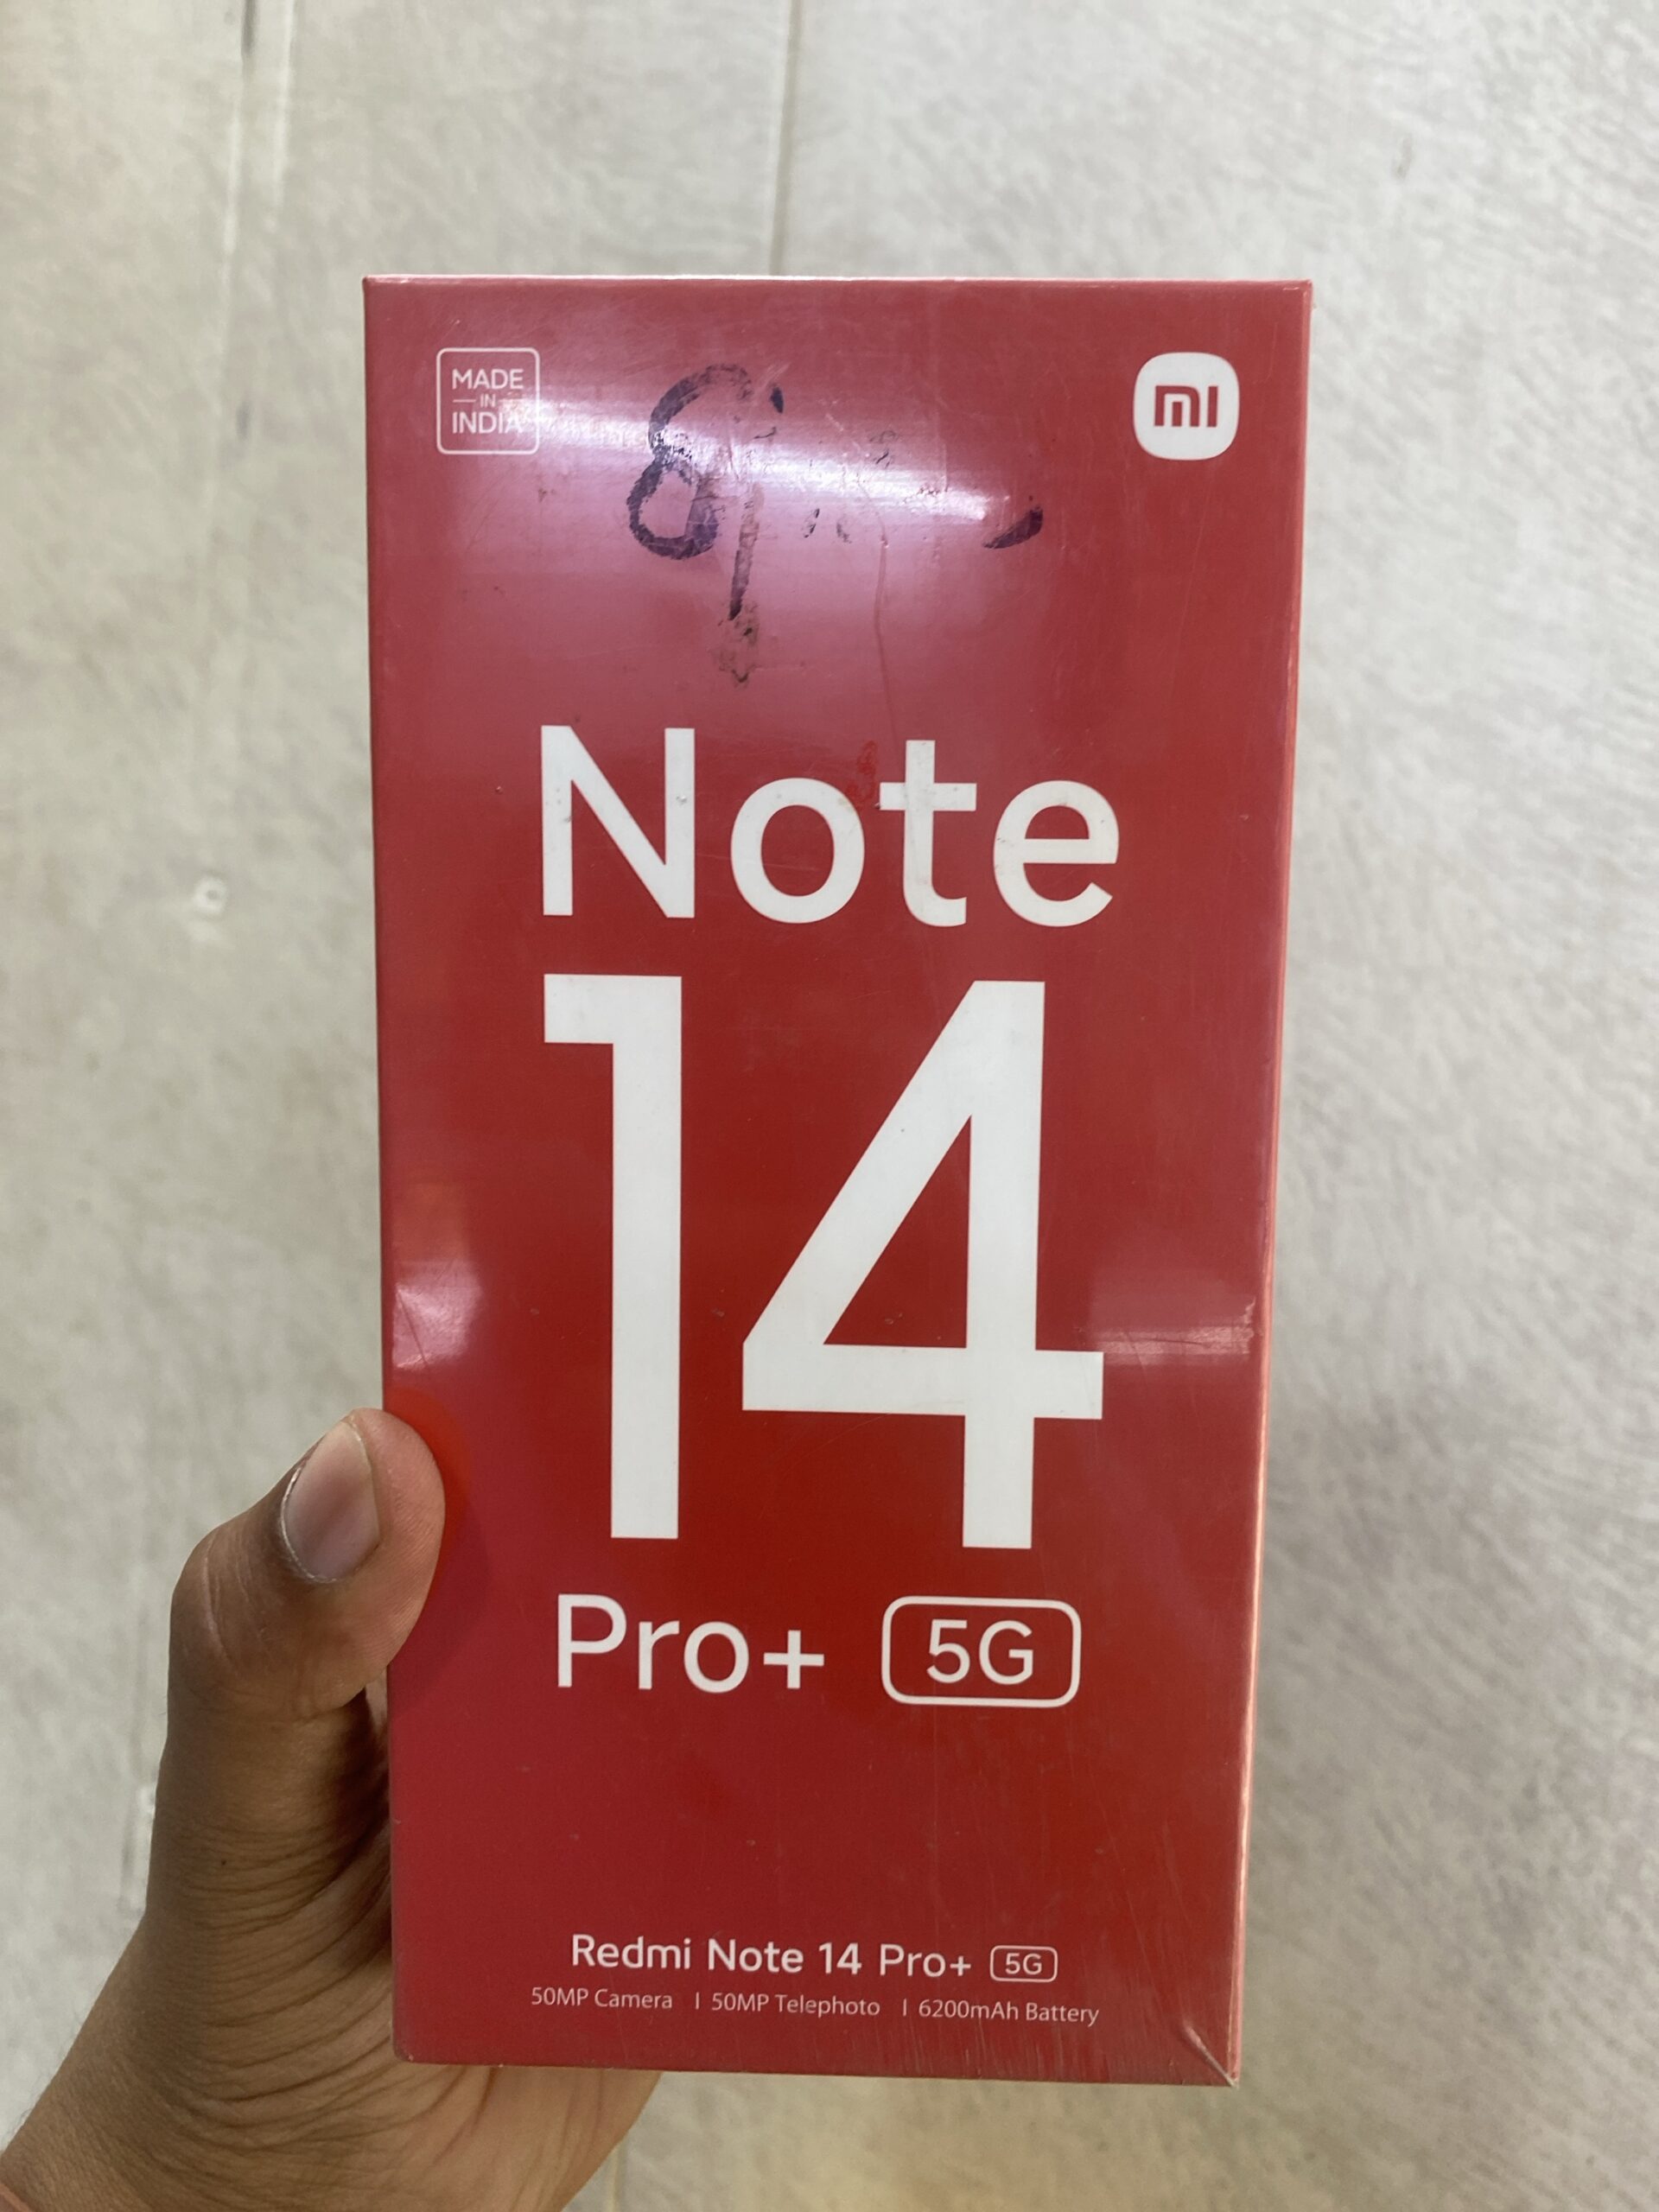 MADE
IN
INDIA
mi
Note
14
Pro+ 5G
Redmi Note 14 Pro+ 5G
50MP Camera | 50MP Telephoto | 6200mAh Battery